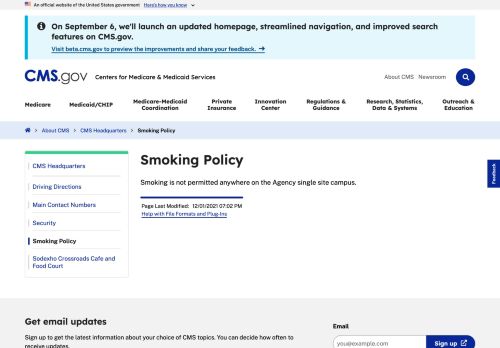 An official website of the United States government Here's how you know
On September 6, we'll launch an updated homepage, streamlined navigation, and improved search
features on CMS.gov.
Visit beta.cms.gov to preview the improvements and share your feedback.
CMS.gov Centers for Medicare & Medicaid Services
About CMS Newsroom
Medicare Medicaid/CHIP Medicare-Medicaid Coordination Private Insurance Innovation Center Regulations & Guidance Research, Statistics, Data & Systems Outreach & Education
About CMS > CMS Headquarters > Smoking Policy
CMS Headquarters
Driving Directions
Main Contact Numbers
Security
Smoking Policy
Sodexho Crossroads Cafe and
Food Court
Smoking Policy
Smoking is not permitted anywhere on the Agency single site campus.
Page Last Modified: 12/01/2021 07:02 PM
Help with File Formats and Plug-Ins
Feedback
Get email updates
Sign up to get the latest information about your choice of CMS topics. You can decide how often to
receive updates.
Email
you@example.com
Sign up